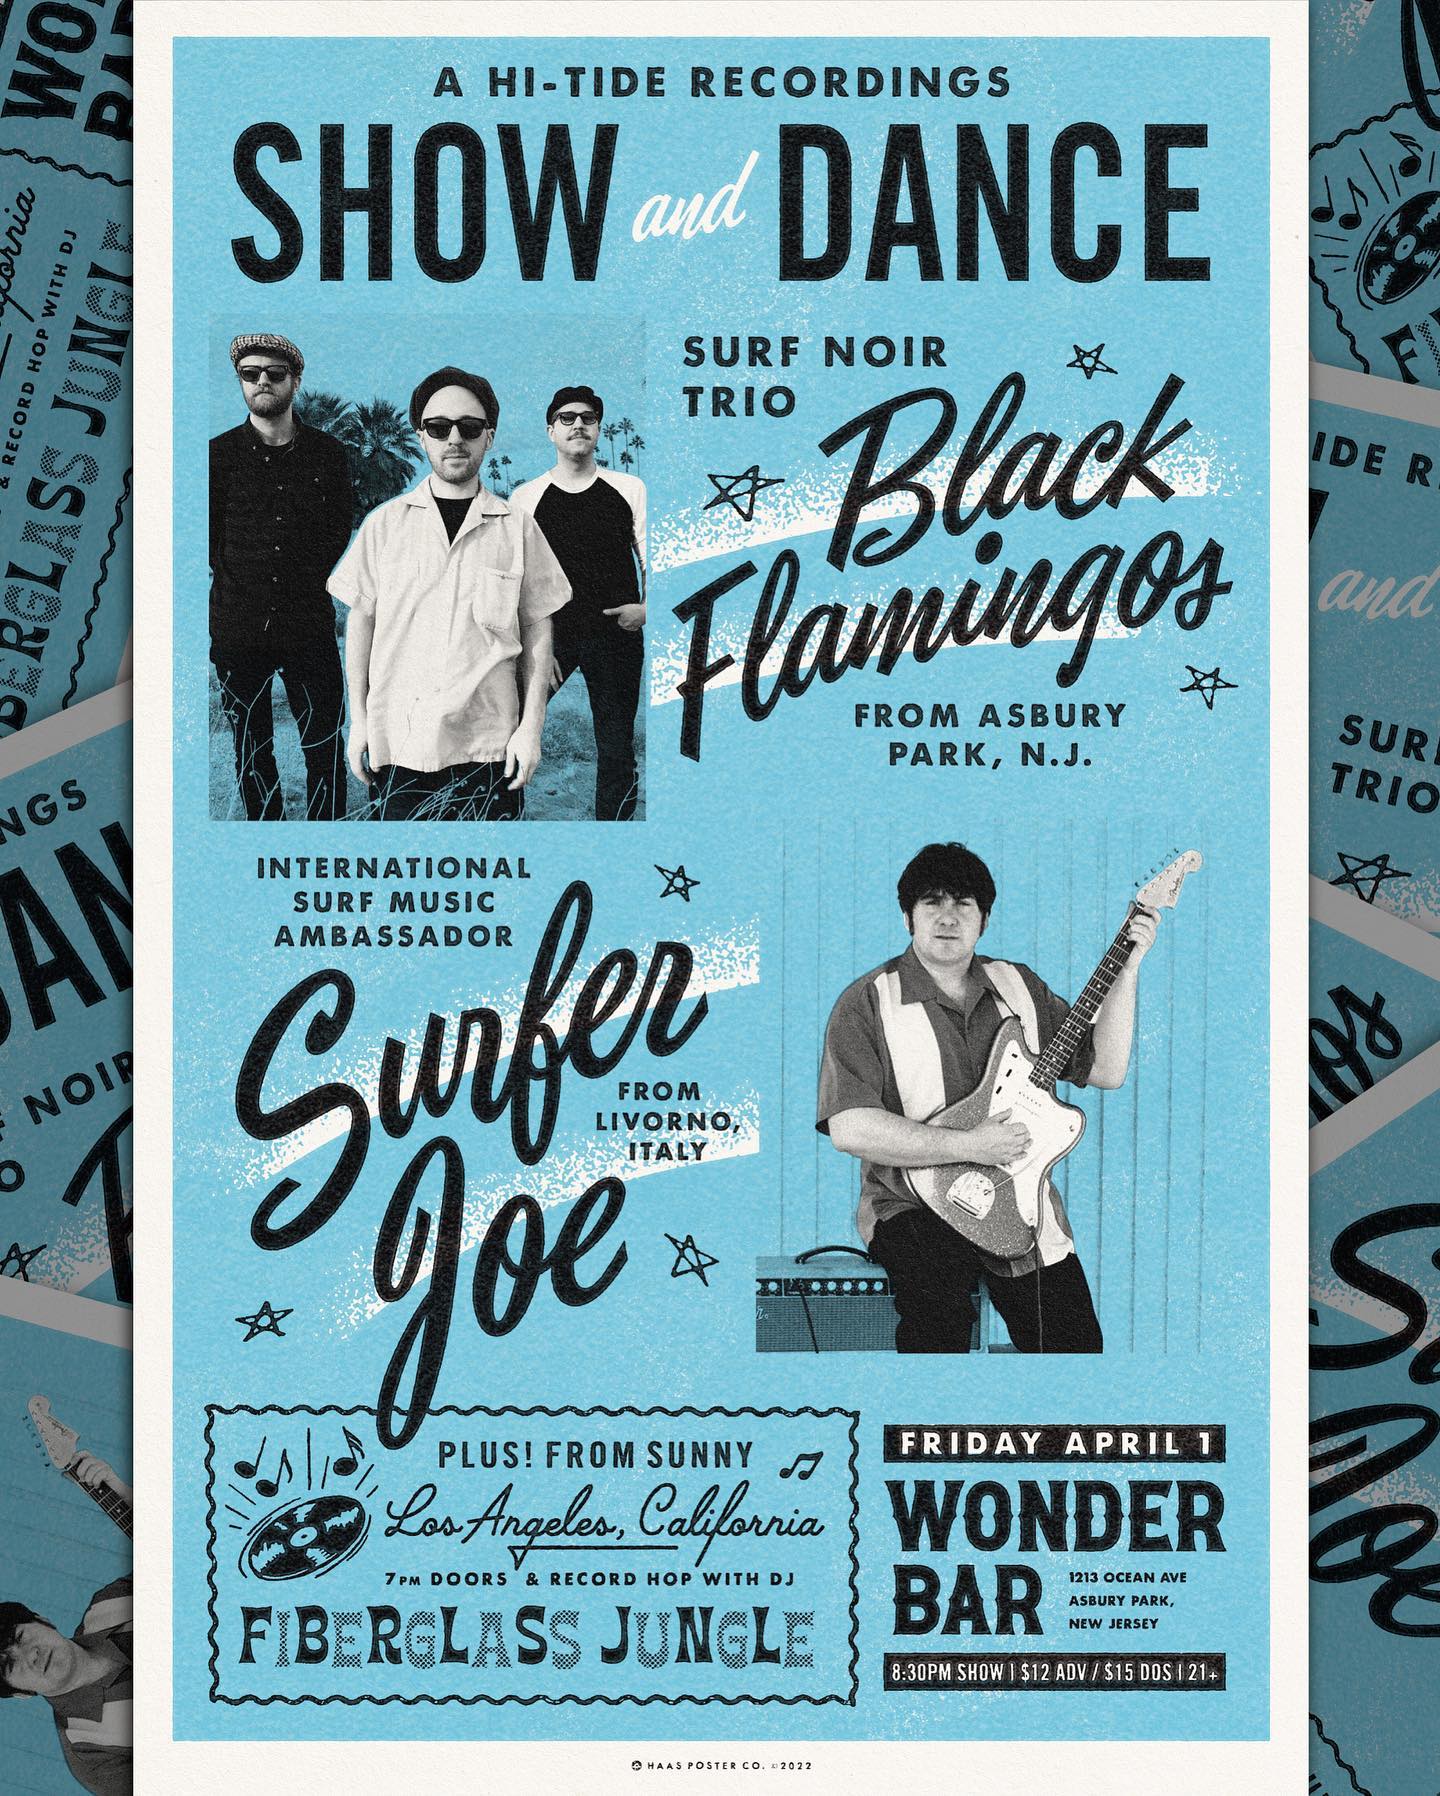 A HI-TIDE RECORDINGS
SHOW and DANCE
SURF NOIR
TRIO
Black
Flamingos
FROM ASBURY
PARK, N.J.
INTERNATIONAL
SURF MUSIC
AMBASSADOR
Surfer
Joe
FROM
LIVORNO,
ITALY
PLUS! FROM SUNNY
Los Angeles, California
7PM DOORS & RECORD HOP WITH DJ
FIBERGLASS JUNGLE
FRIDAY APRIL 1
WONDER
BAR
1213 OCEAN AVE
ASBURY PARK,
NEW JERSEY
8:30PM SHOW | $12 ADV / $15 DOS | 21+
HAAS POSTER CO. ©2022